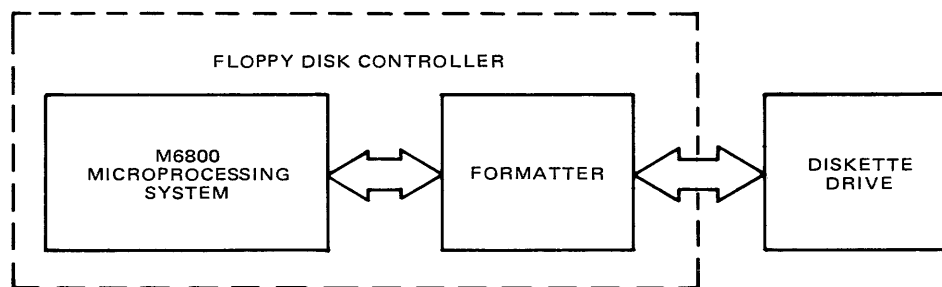 FLOPPY DISK CONTROLLER
M6800
MICROPROCESSING
SYSTEM
FORMATTER
DISKETTE
DRIVE